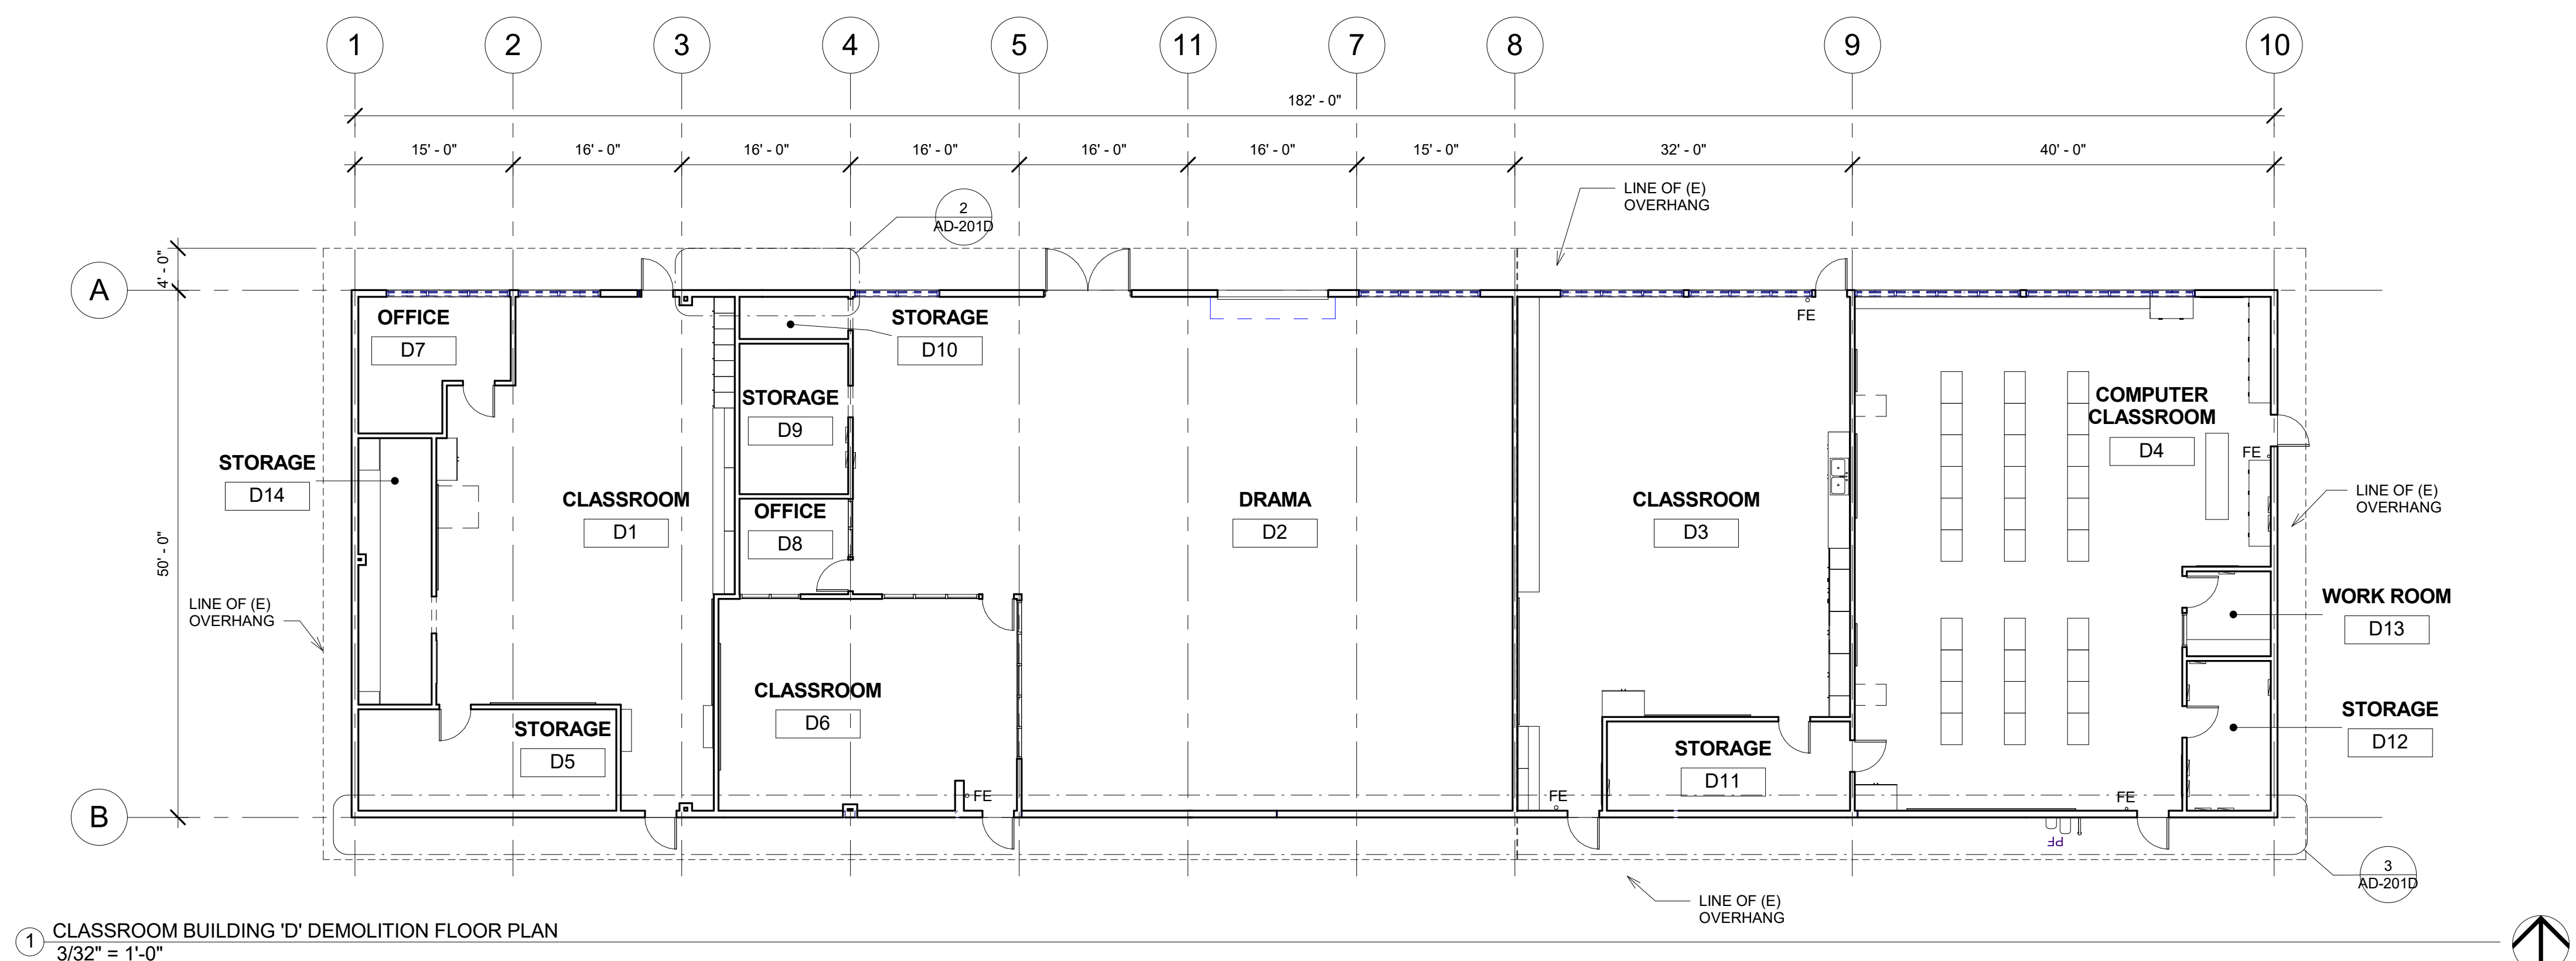 1 2 3 4 5 11 7 8 9 10
182' - 0"
15' - 0" 16' - 0" 16' - 0" 16' - 0" 16' - 0" 16' - 0" 15' - 0" 32' - 0" 40' - 0"
LINE OF (E)
OVERHANG
2
AD-201D
4' - 0"
A
50' - 0"
B
OFFICE
D7
STORAGE
D10
FE
STORAGE
D9
COMPUTER
CLASSROOM
D4
FE
STORAGE
D14
CLASSROOM
D1
OFFICE
D8
DRAMA
D2
CLASSROOM
D3
LINE OF (E)
OVERHANG
LINE OF (E)
OVERHANG
WORK ROOM
D13
CLASSROOM
D6
STORAGE
D5
STORAGE
D11
STORAGE
D12
FE
FE
FE
PF
3
AD-201D
LINE OF (E)
OVERHANG
1
CLASSROOM BUILDING 'D' DEMOLITION FLOOR PLAN
3/32" = 1'-0"